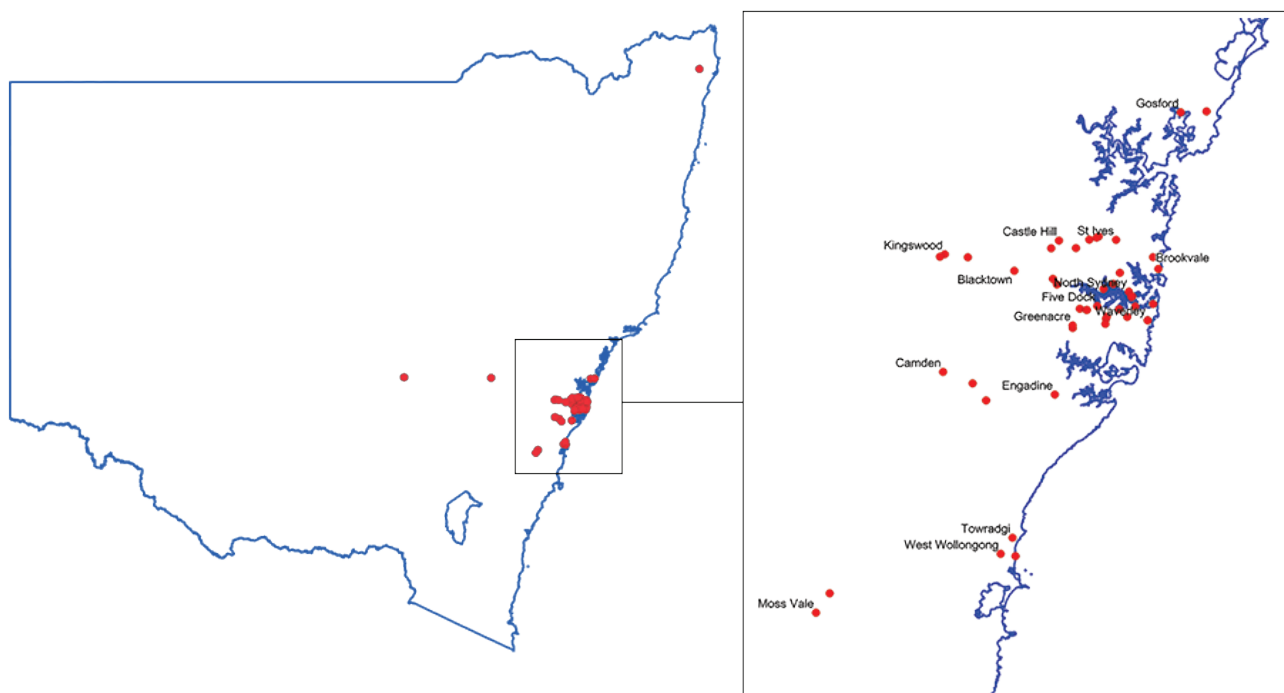 Gosford
Castle Hill
St Ives
Kingswood
Brookvale
Blacktown
North Sydney
Five Dock
Waverley
Greenacre
Camden
Engadine
Towradgi
West Wollongong
Moss Vale